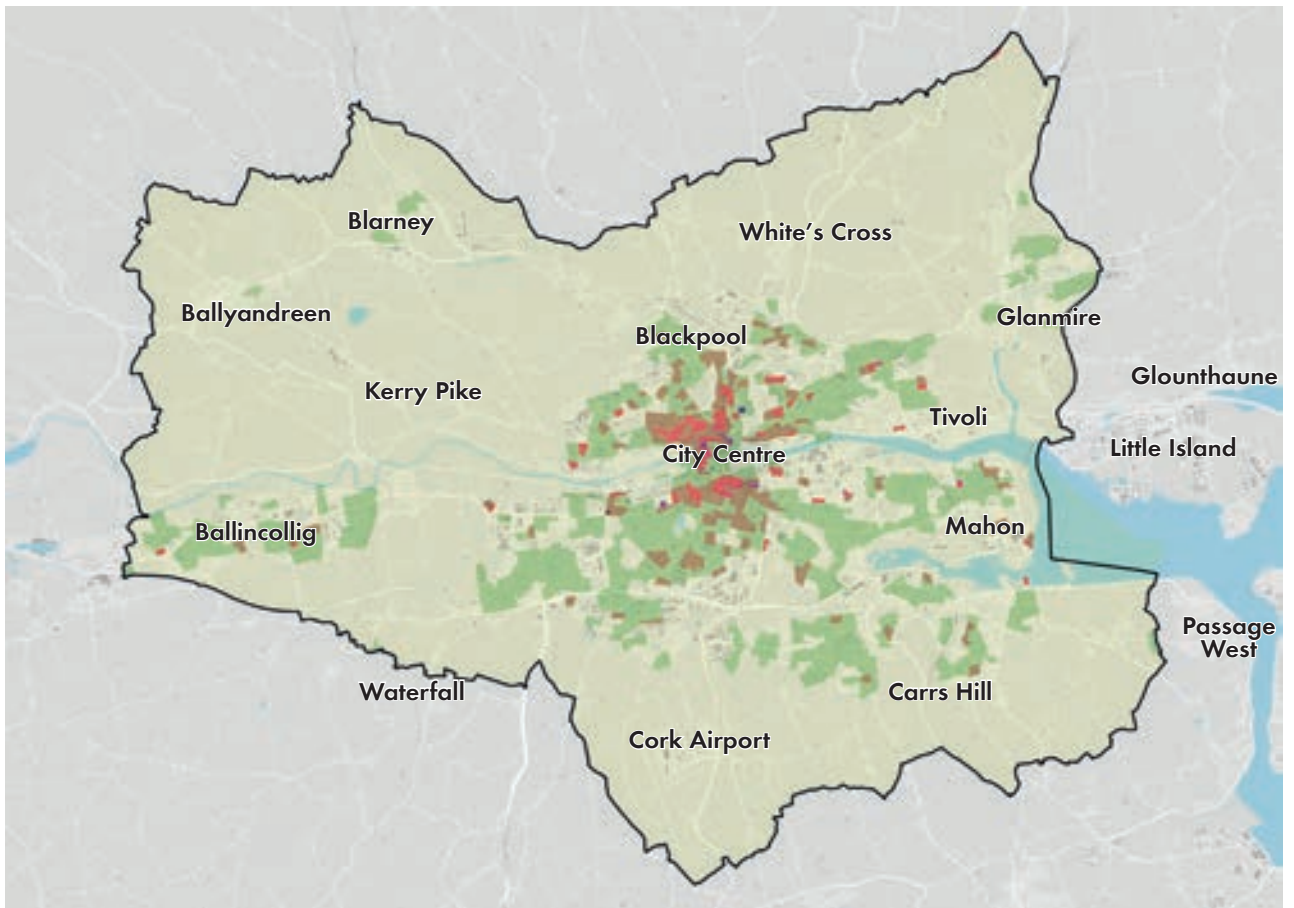 Blarney
White's Cross
Ballyandreen
Glanmire
Blackpool
Glounthaune
Kerry Pike
Tivoli
Little Island
City Centre
Ballincollig
Mahon
Passage
West
Waterfall
Carrs Hill
Cork Airport